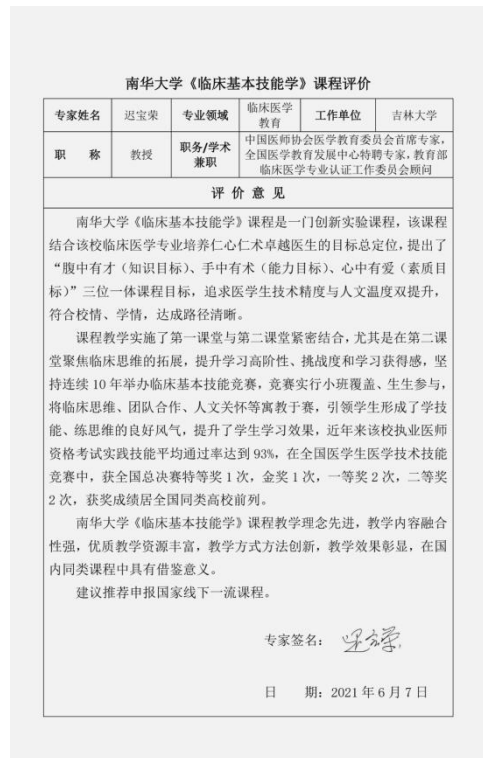 南华大学《临床基本技能学》课程评价
专家姓名 迟宝荣 专业领域 临床医学教育 工作单位 吉林大学
职 称 教授 职务/学术兼职 中国医师协会医学教育委员会首席专家，全国医学教育发展中心特聘专家，教育部临床医学专业认证工作委员会顾问
评 价 意 见
南华大学《临床基本技能学》课程是一门创新实验课程，该课程
结合该校临床医学专业培养仁心仁术卓越医生的目标总定位，提出了
“腹中有才（知识目标）、手中有术（能力目标）、心中有爱（素质目
标）”三位一体课程目标，追求医学生技术精度与人文温度双提升，
符合校情、学情，达成路径清晰。
课程教学实施了第一课堂与第二课堂紧密结合，尤其是在第二课
堂聚焦临床思维的拓展，提升学习高阶性、挑战度和学习获得感，坚
持连续 10 年举办临床基本技能竞赛，竞赛实行小班覆盖、生生参与，
将临床思维、团队合作、人文关怀等寓教于赛，引领学生形成了学技
能、练思维的良好风气，提升了学生学习效果，近年来该校执业医师
资格考试实践技能平均通过率达到 93%，在全国医学生医学技术技能
竞赛中，获全国总决赛特等奖 1 次，金奖 1 次，一等奖 2 次，二等奖
2 次，获奖成绩居全国同类高校前列。
南华大学《临床基本技能学》课程教学理念先进，教学内容融合
性强，优质教学资源丰富，教学方式方法创新，教学效果彰显，在国
内同类课程中具有借鉴意义。
建议推荐申报国家线下一流课程。
专家签名：迟宝荣
日 期：2021 年 6 月 7 日